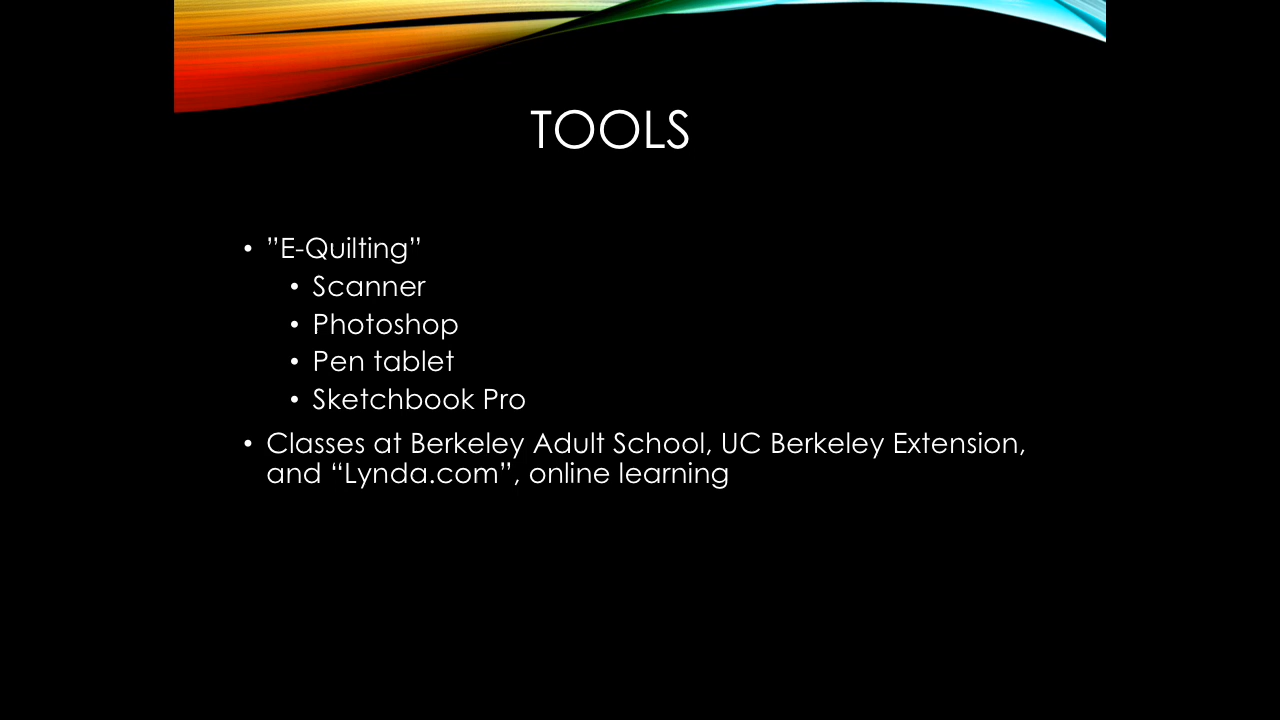 TOOLS
• ”E-Quilting”
• Scanner
• Photoshop
• Pen tablet
• Sketchbook Pro
• Classes at Berkeley Adult School, UC Berkeley Extension,
and “Lynda.com”, online learning